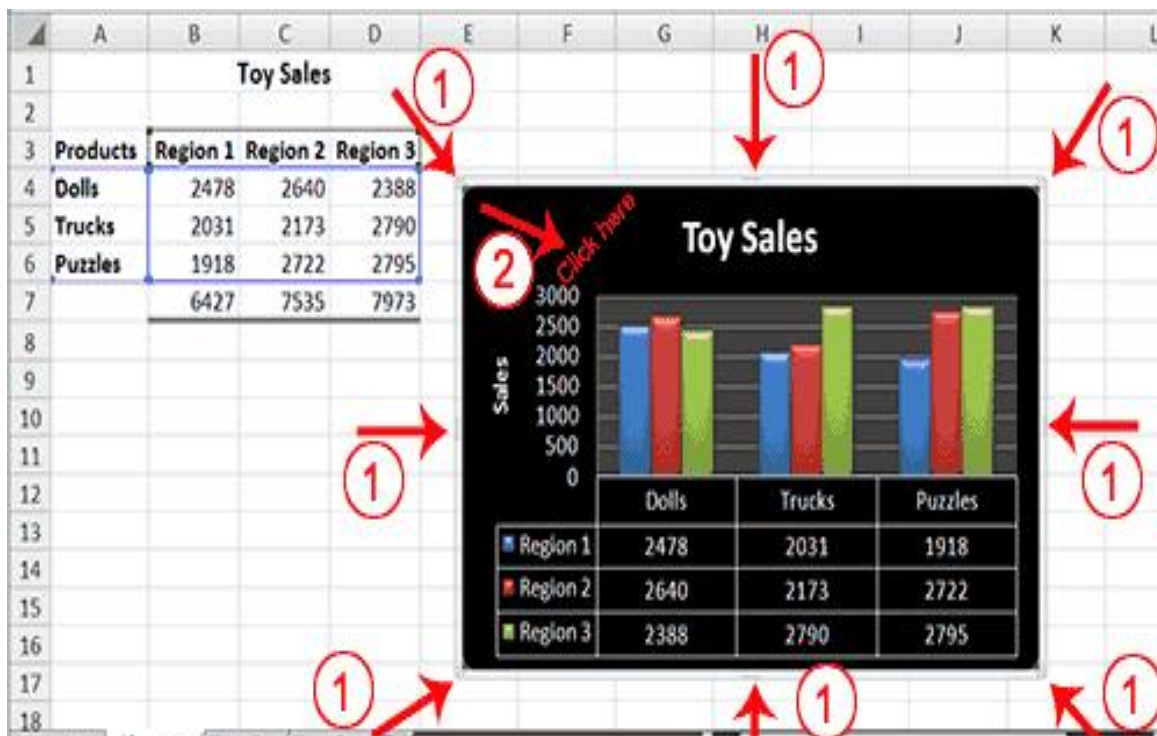 A B C D E F G H I J K L
1 Toy Sales 1 1
2 1
3 Products Region 1 Region 2 Region 3
4 Dolls 2478 2640 2388
5 Trucks 2031 2173 2790
6 Puzzles 1918 2722 2795
7 6427 7535 7973
8
9
10
11
12
13
14
15
16
17
18
2 Click here
Toy Sales
Sales
3000
2500
2000
1500
1000
500
0
1 1
Dolls Trucks Puzzles
Region 1 2478 2031 1918
Region 2 2640 2173 2722
Region 3 2388 2790 2795
1 1 1